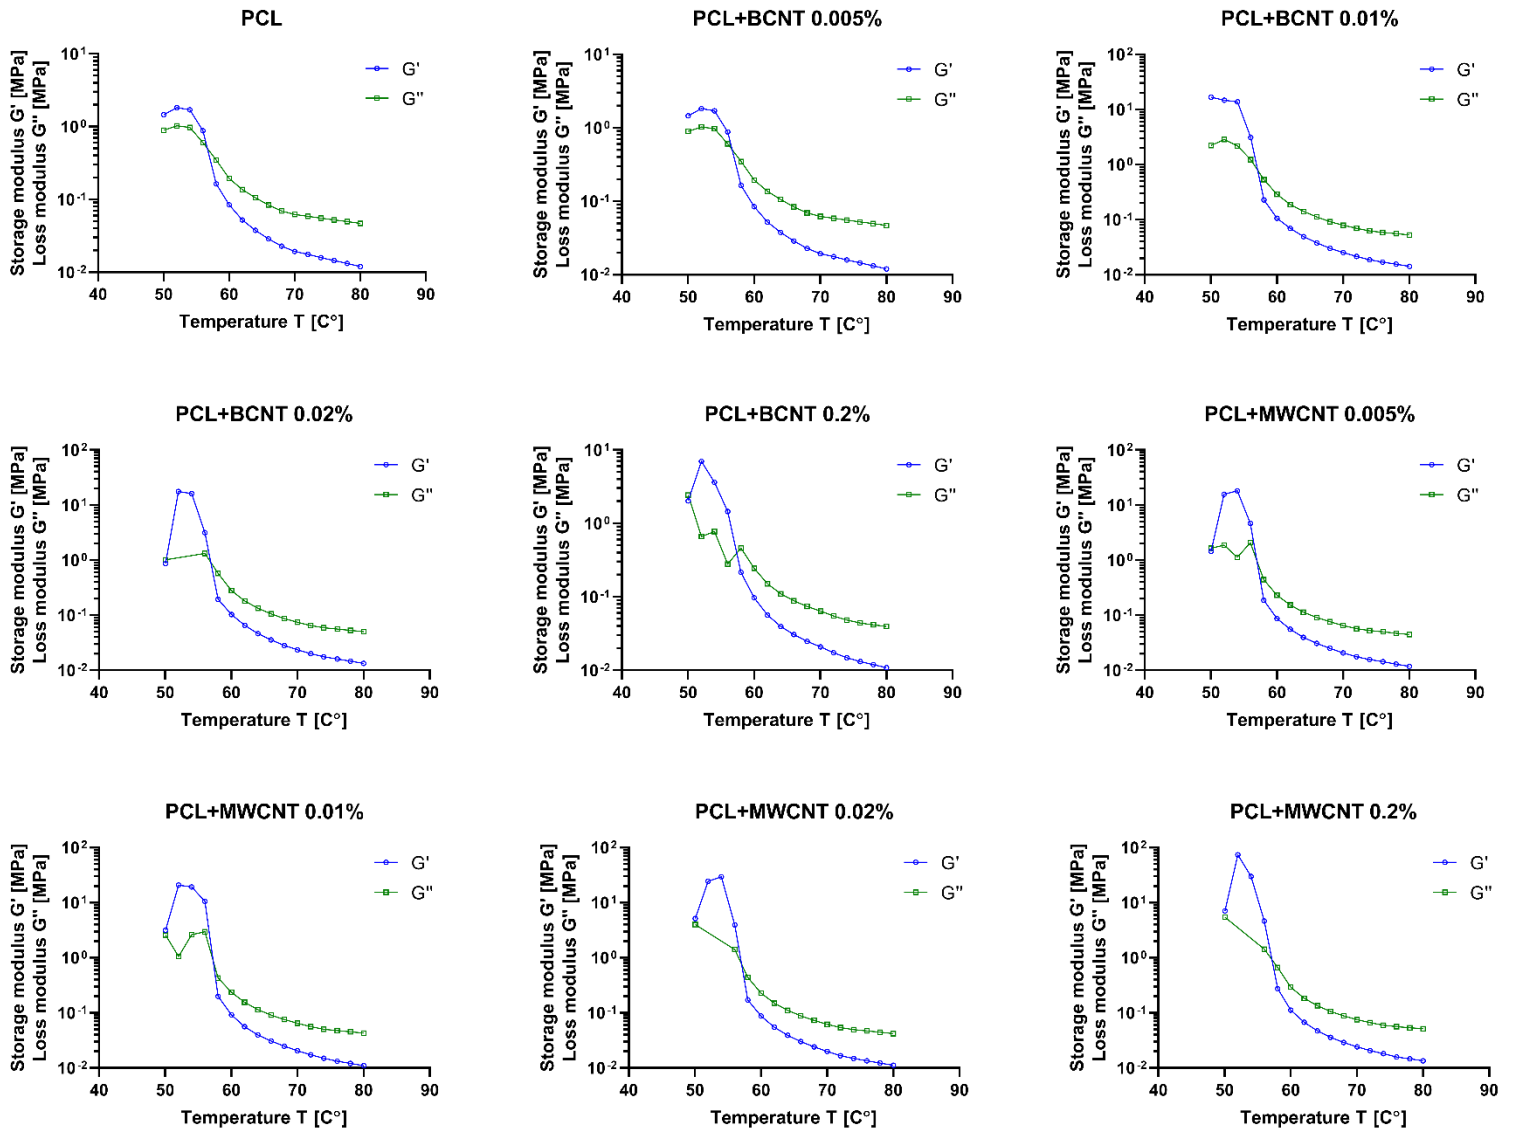 PCL
Storage modulus G' [MPa]
Loss modulus G'' [MPa]
10¹
10⁰
10⁻¹
10⁻²
40 50 60 70 80 90
Temperature T [C°]
G'
G''
PCL+BCNT 0.005%
Storage modulus G' [MPa]
Loss modulus G'' [MPa]
10¹
10⁰
10⁻¹
10⁻²
40 50 60 70 80 90
Temperature T [C°]
G'
G''
PCL+BCNT 0.01%
Storage modulus G' [MPa]
Loss modulus G'' [MPa]
10²
10¹
10⁰
10⁻¹
10⁻²
40 50 60 70 80 90
Temperature T [C°]
G'
G''
PCL+BCNT 0.02%
Storage modulus G' [MPa]
Loss modulus G'' [MPa]
10²
10¹
10⁰
10⁻¹
10⁻²
40 50 60 70 80 90
Temperature T [C°]
G'
G''
PCL+BCNT 0.2%
Storage modulus G' [MPa]
Loss modulus G'' [MPa]
10¹
10⁰
10⁻¹
10⁻²
40 50 60 70 80 90
Temperature T [C°]
G'
G''
PCL+MWCNT 0.005%
Storage modulus G' [MPa]
Loss modulus G'' [MPa]
10²
10¹
10⁰
10⁻¹
10⁻²
40 50 60 70 80 90
Temperature T [C°]
G'
G''
PCL+MWCNT 0.01%
Storage modulus G' [MPa]
Loss modulus G'' [MPa]
10²
10¹
10⁰
10⁻¹
10⁻²
40 50 60 70 80 90
Temperature T [C°]
G'
G''
PCL+MWCNT 0.02%
Storage modulus G' [MPa]
Loss modulus G'' [MPa]
10²
10¹
10⁰
10⁻¹
10⁻²
40 50 60 70 80 90
Temperature T [C°]
G'
G''
PCL+MWCNT 0.2%
Storage modulus G' [MPa]
Loss modulus G'' [MPa]
10²
10¹
10⁰
10⁻¹
10⁻²
40 50 60 70 80 90
Temperature T [C°]
G'
G''